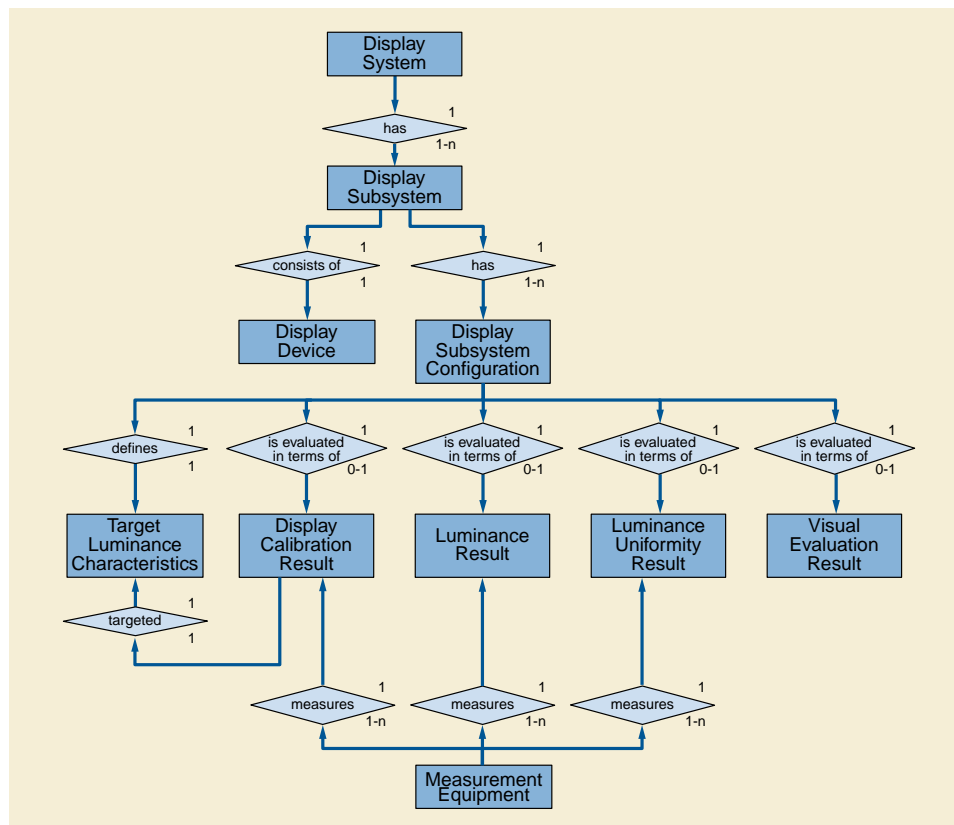 Display
System
1
has
1-n
Display
Subsystem
1
consists of
1
1
has
1-n
Display
Device
Display
Subsystem
Configuration
1
defines
1
1
is evaluated
in terms of
0-1
1
is evaluated
in terms of
0-1
1
is evaluated
in terms of
0-1
1
is evaluated
in terms of
0-1
Target
Luminance
Characteristics
Display
Calibration
Result
Luminance
Result
Luminance
Uniformity
Result
Visual
Evaluation
Result
1
targeted
1
1
measures
1-n
1
measures
1-n
1
measures
1-n
Measurement
Equipment